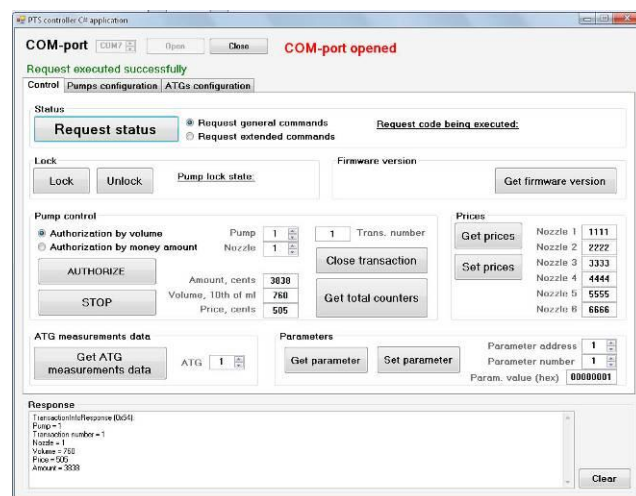 PTS controller C# application
COM-port COM7 Open Close COM-port opened
Request executed successfully
Control Pumps configuration ATGs configuration
Status
Request status
Request general commands
Request extended commands
Request code being executed:
Lock
Lock Unlock Pump lock state:
Firmware version
Get firmware version
Pump control
Authorization by volume
Authorization by money amount
Pump 1
Nozzle 1
1 Trans. number
AUTHORIZE
STOP
Amount, cents 3838
Volume, 10th of ml 760
Price, cents 505
Close transaction
Get total counters
Prices
Get prices
Set prices
Nozzle 1 1111
Nozzle 2 2222
Nozzle 3 3333
Nozzle 4 4444
Nozzle 5 5555
Nozzle 6 6666
ATG measurements data
Get ATG
measurements data
ATG 1
Parameters
Get parameter Set parameter
Parameter address 1
Parameter number 1
Param. value (hex) 00000001
Response
TransactionInfoResponse (0x54):
Pump = 1
Transaction number = 1
Nozzle = 1
Volume = 760
Price = 505
Amount = 3838
Clear